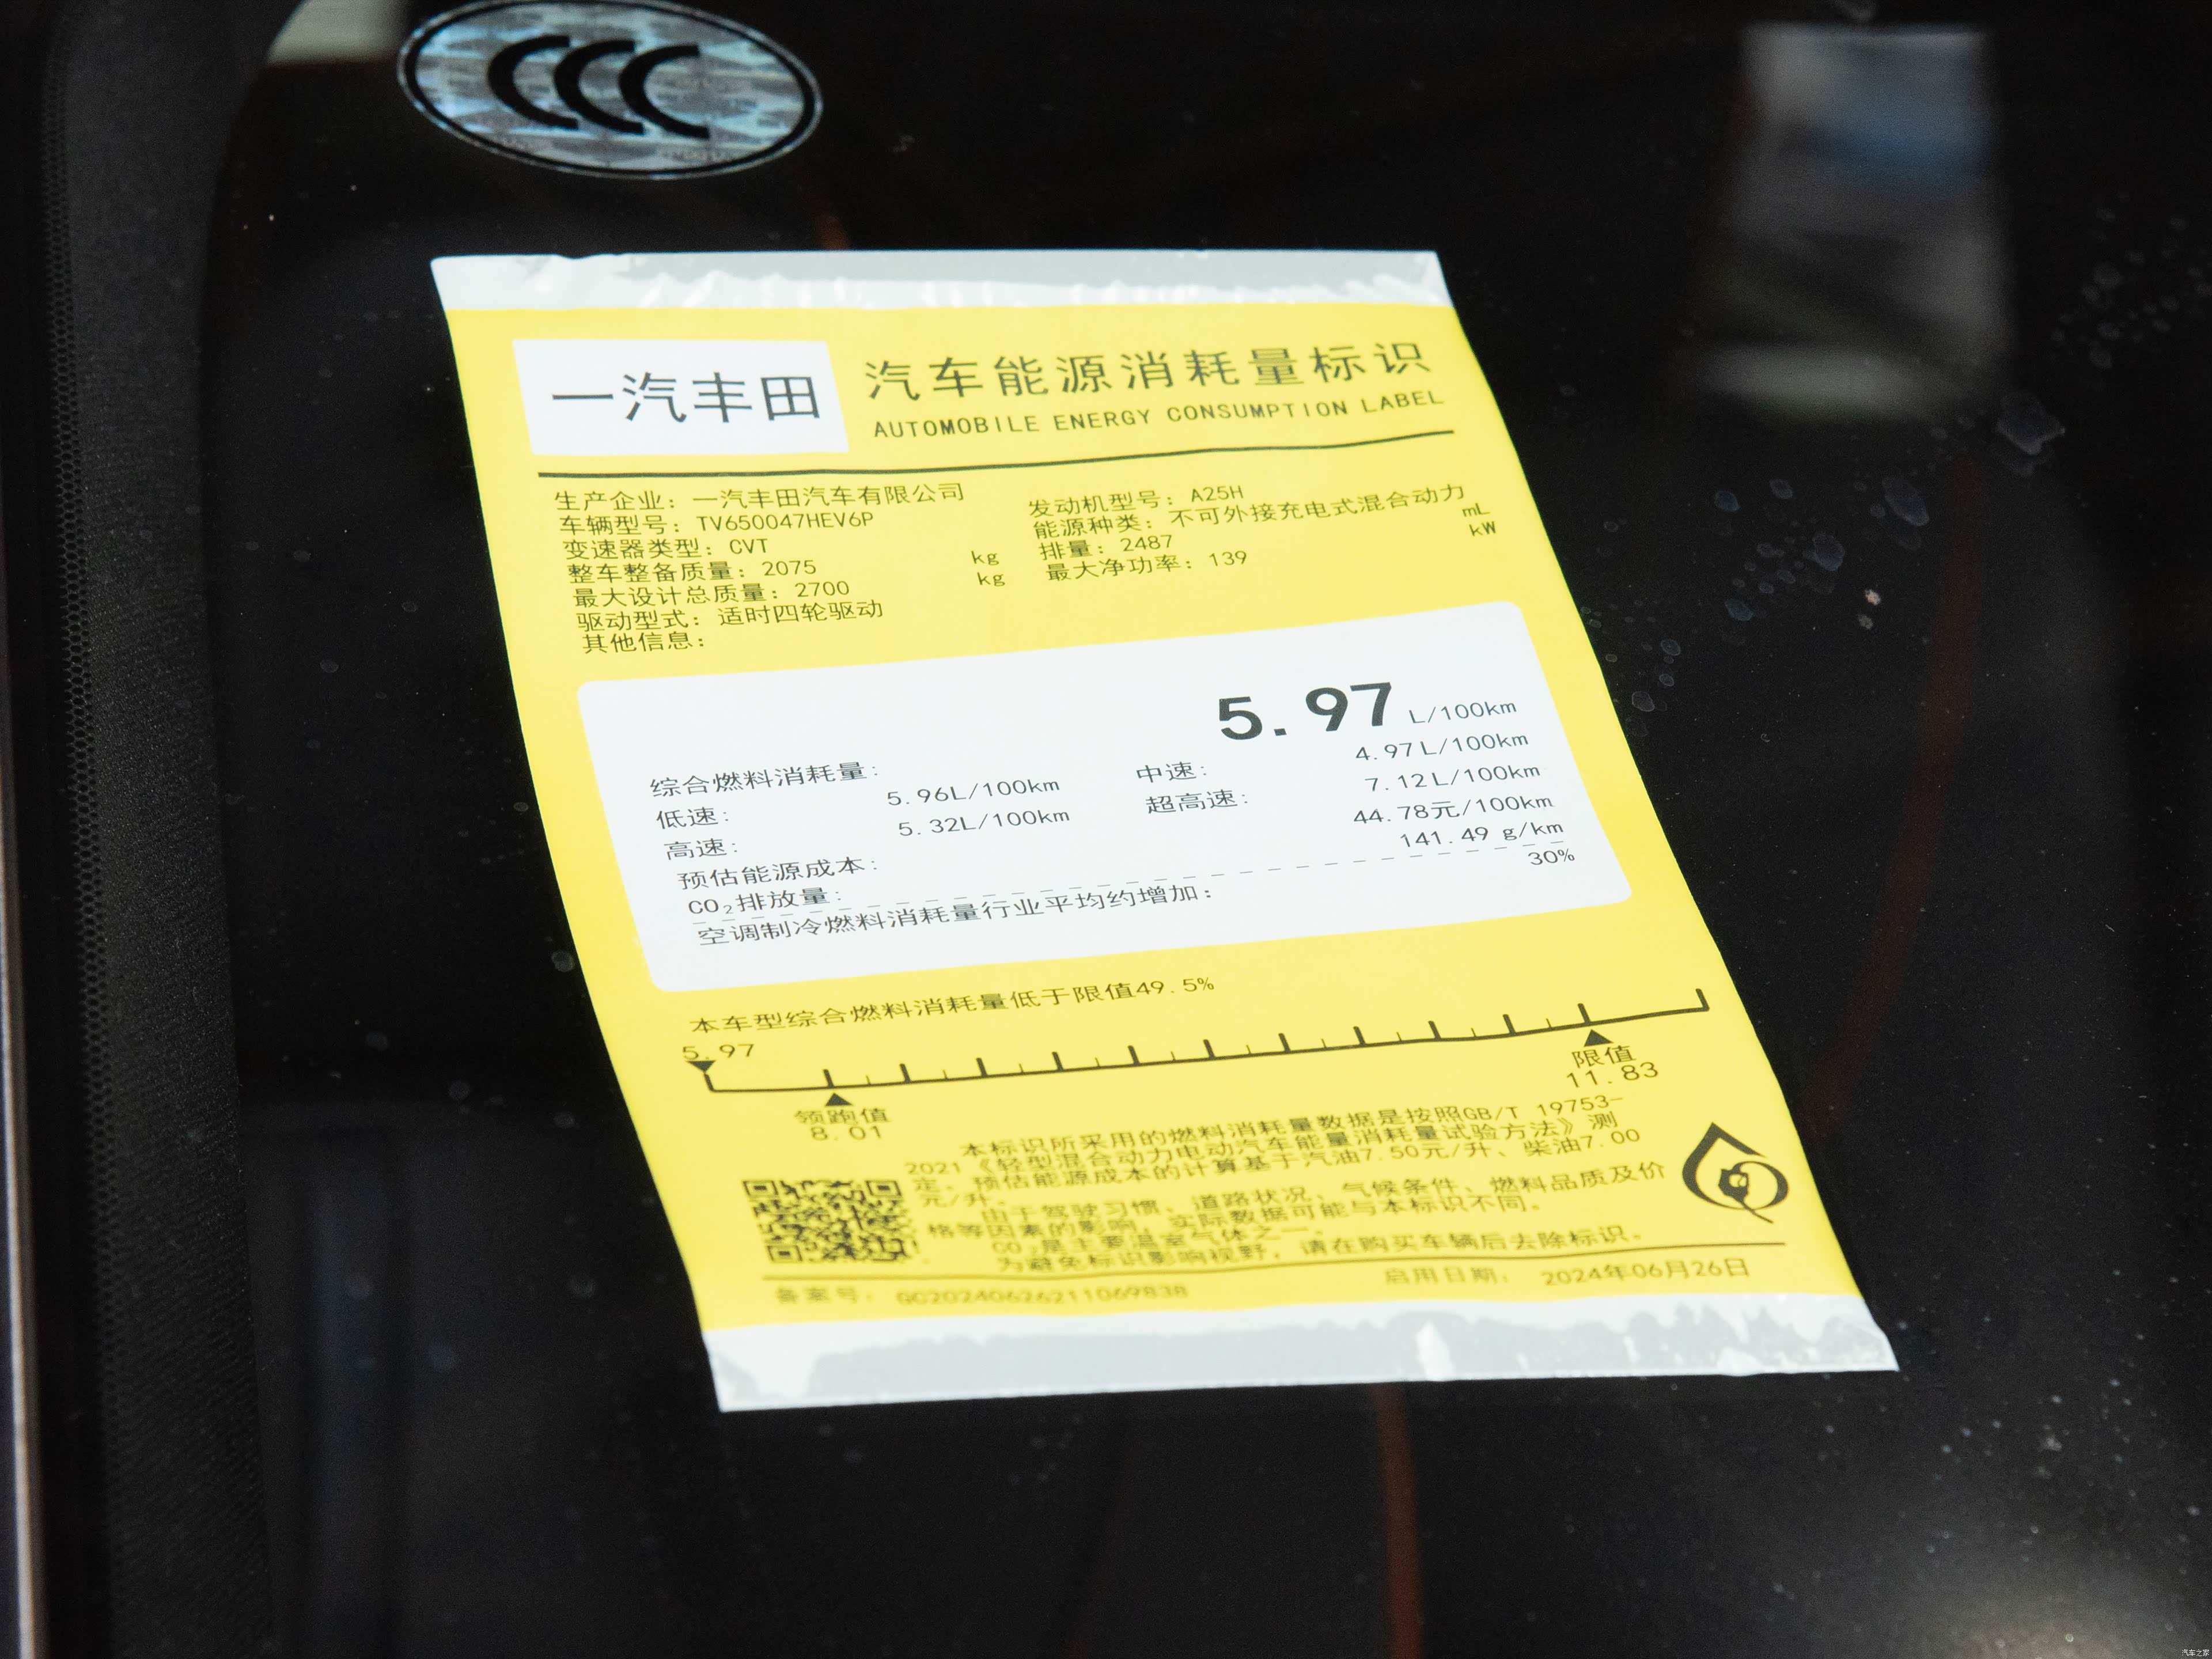 CCC
一汽丰田
汽车能源消耗量标识
AUTOMOBILE ENERGY CONSUMPTION LABEL
生产企业：一汽丰田汽车有限公司
车辆型号：TV650047HEV6P
变速器类型：CVT
整车整备质量：2075 kg
最大设计总质量：2700 kg
驱动型式：适时四轮驱动
其他信息：
发动机型号：A25H
能源种类：不可外接充电式混合动力
排量：2487 mL
最大净功率：139 kW
综合燃料消耗量： 5.97 L/100km
低速： 5.96L/100km 中速： 4.97L/100km
高速： 5.32L/100km 超高速： 7.12L/100km
预估能源成本： 44.78元/100km
CO₂排放量： 141.49 g/km
空调制冷燃料消耗量行业平均约增加： 30%
本车型综合燃料消耗量低于限值49.5%
5.97
领跑值
8.01
限值
11.83
本标识所采用的燃料消耗量数据是按照GB/T 19753-
2021《轻型混合动力电动汽车能量消耗量试验方法》测
定。预估能源成本的计算基于汽油7.50元/升、柴油7.00
元/升。
由于驾驶习惯、道路状况、气候条件、燃料品质及价
格等因素的影响，实际数据可能与本标识不同。
CO₂是主要温室气体之一。
为避免标识影响视野，请在购买车辆后去除标识。
备案号： QC2024062621106983​8
启用日期： 2024年06月26日
汽车之家